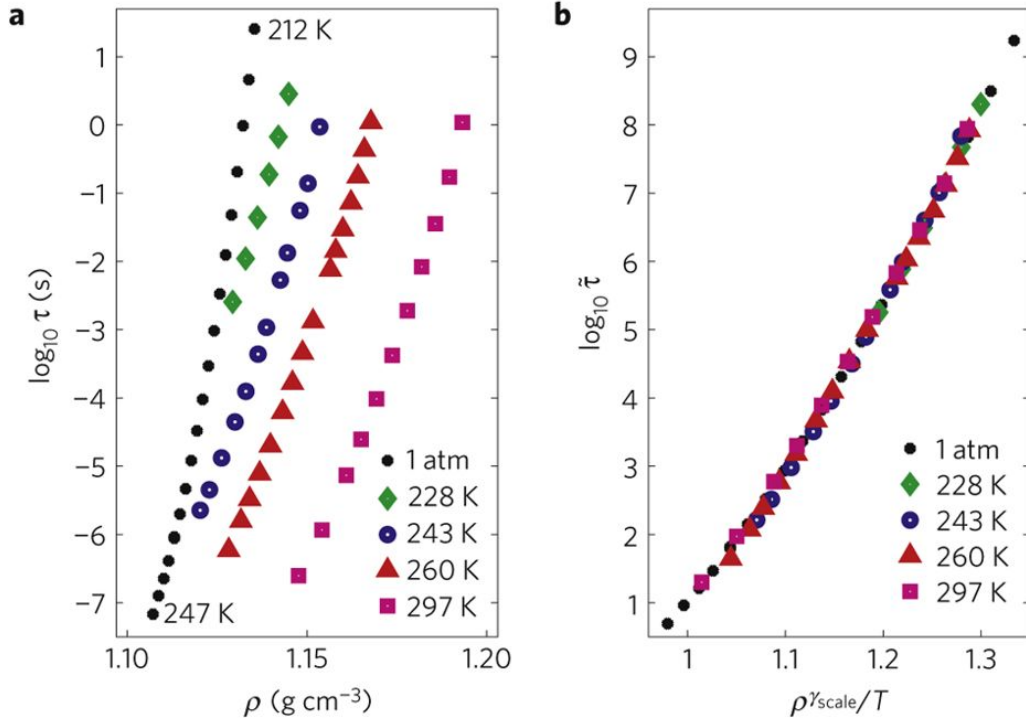 a
212 K
1
0
-1
-2
-3
-4
-5
-6
-7
log₁₀ τ (s)
1 atm
228 K
243 K
260 K
297 K
247 K
1.10
1.15
1.20
ρ (g cm⁻³)
b
9
8
7
6
5
4
3
2
1
log₁₀ τ̃
1 atm
228 K
243 K
260 K
297 K
1
1.1
1.2
1.3
ρ^γscale/T